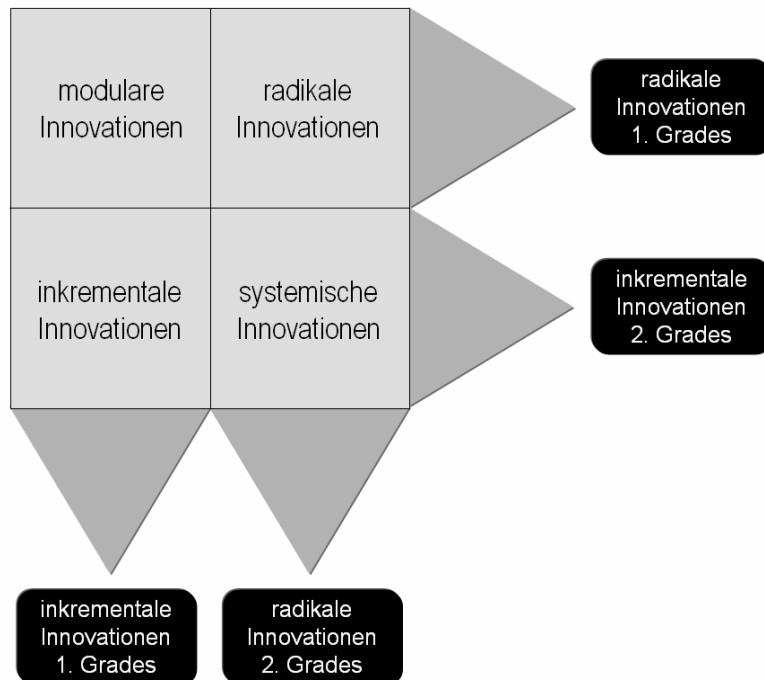 modulare
Innovationen
radikale
Innovationen
radikale
Innovationen
1. Grades
inkrementale
Innovationen
systemische
Innovationen
inkrementale
Innovationen
2. Grades
inkrementale
Innovationen
1. Grades
radikale
Innovationen
2. Grades